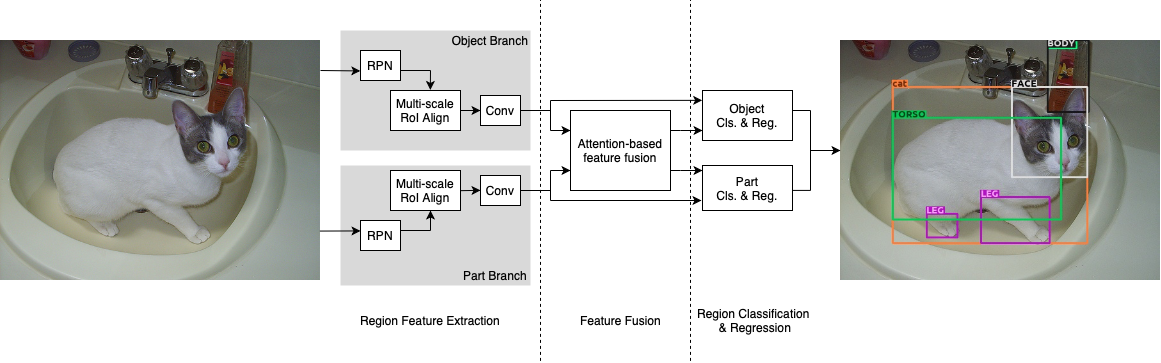 Object Branch
RPN
Multi-scale
RoI Align
Conv
Multi-scale
RoI Align
Conv
RPN
Part Branch
Attention-based
feature fusion
Object
Cls. & Reg.
Part
Cls. & Reg.
BODY
cat
FACE
TORSO
LEG
LEG
Region Feature Extraction
Feature Fusion
Region Classification
& Regression